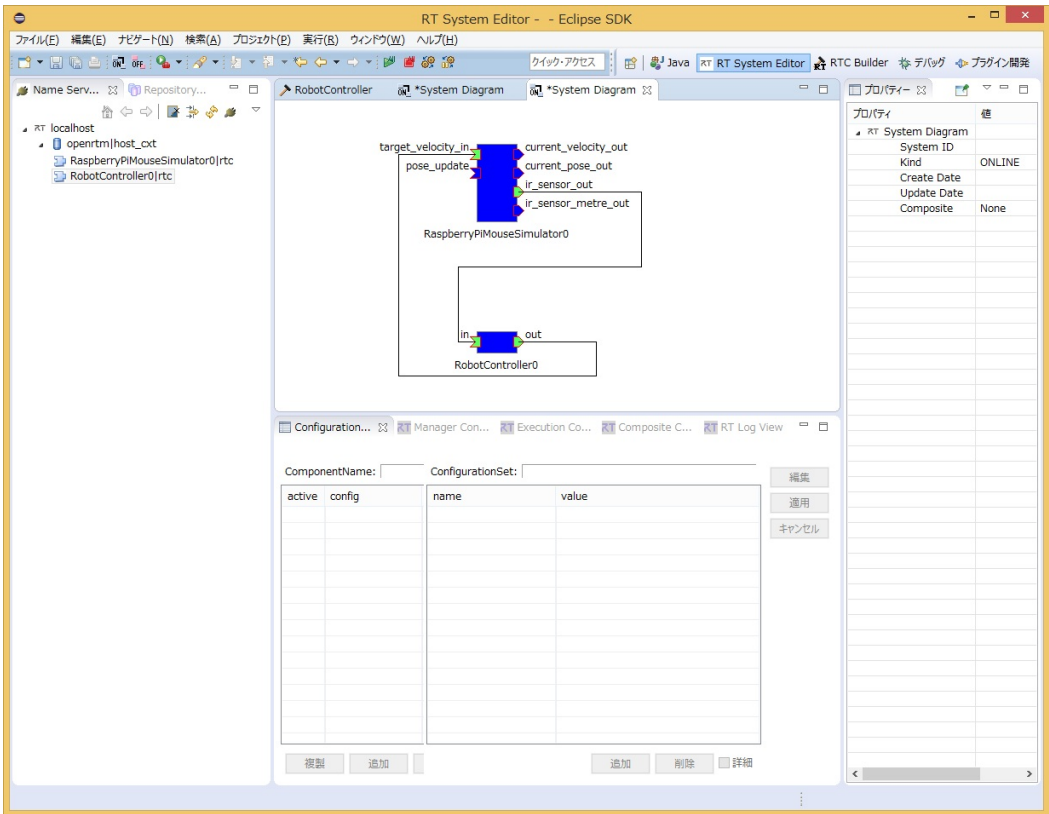 RT System Editor - - Eclipse SDK
ファイル(F) 編集(E) ナビゲート(N) 検索(A) プロジェクト(P) 実行(R) ウィンドウ(W) ヘルプ(H)
クイック・アクセス Java RT System Editor RTC Builder デバッグ プラグイン開発
Name Serv... Repository...
RobotController *System Diagram *System Diagram
プロパティー
localhost
openrtm|host_cxt
RaspberryPiMouseSimulator0|rtc
RobotController0|rtc
target_velocity_in current_velocity_out
pose_update current_pose_out
ir_sensor_out
ir_sensor_metre_out
RaspberryPiMouseSimulator0
in out
RobotController0
プロパティ 値
System Diagram
System ID
Kind ONLINE
Create Date
Update Date
Composite None
Configuration... Manager Con... Execution Co... Composite C... RT Log View
ComponentName: ConfigurationSet:
active config name value
編集
適用
キャンセル
複製 追加 追加 削除 詳細